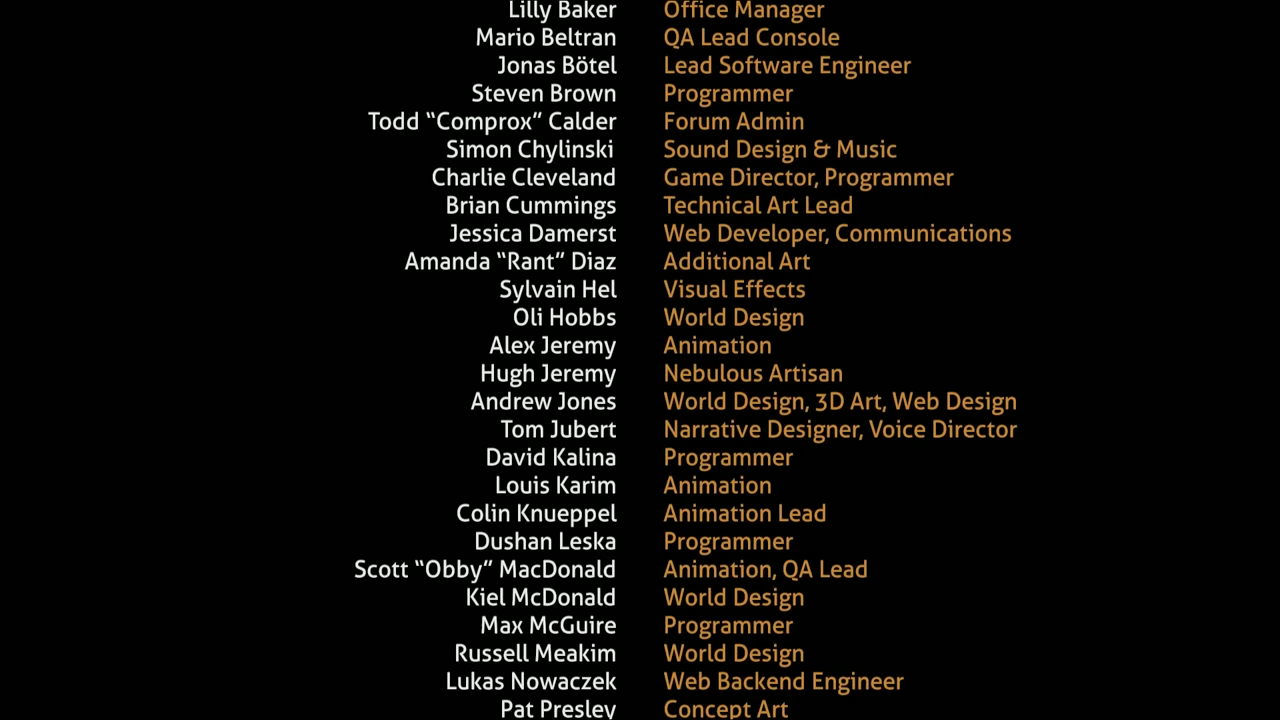 Lilly Baker Office Manager
Mario Beltran QA Lead Console
Jonas Bötel Lead Software Engineer
Steven Brown Programmer
Todd “Comprox” Calder Forum Admin
Simon Chylinski Sound Design & Music
Charlie Cleveland Game Director, Programmer
Brian Cummings Technical Art Lead
Jessica Damerst Web Developer, Communications
Amanda “Rant” Diaz Additional Art
Sylvain Hel Visual Effects
Oli Hobbs World Design
Alex Jeremy Animation
Hugh Jeremy Nebulous Artisan
Andrew Jones World Design, 3D Art, Web Design
Tom Jubert Narrative Designer, Voice Director
David Kalina Programmer
Louis Karim Animation
Colin Knueppel Animation Lead
Dushan Leska Programmer
Scott “Obby” MacDonald Animation, QA Lead
Kiel McDonald World Design
Max McGuire Programmer
Russell Meakim World Design
Lukas Nowaczek Web Backend Engineer
Pat Presley Concept Art